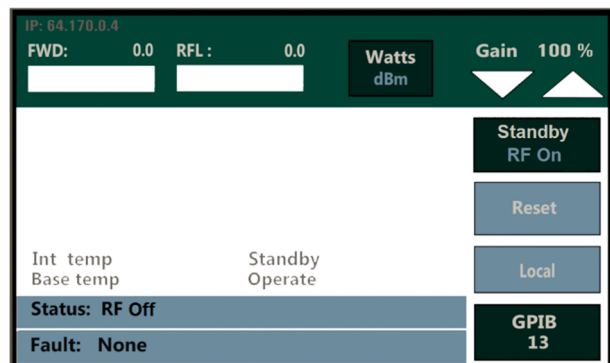 IP: 64.170.0.4
FWD: 0.0 RFL : 0.0
Watts
dBm
Gain 100 %
Standby
RF On
Reset
Int temp Standby
Base temp Operate
Local
Status: RF Off
Fault: None
GPIB
13